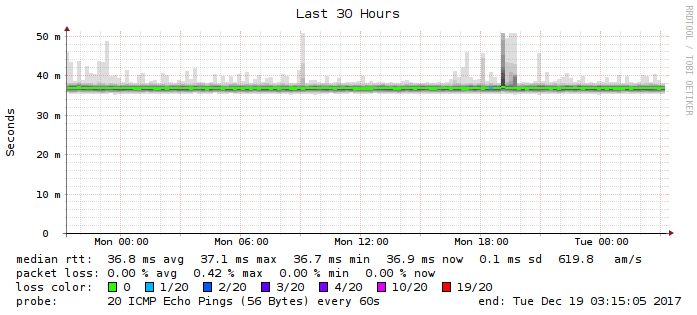 Last 30 Hours
RRDTOOL / TOBI OETIKER
Seconds
50 m
40 m
30 m
20 m
10 m
0
Mon 00:00 Mon 06:00 Mon 12:00 Mon 18:00 Tue 00:00
median rtt: 36.8 ms avg 37.1 ms max 36.7 ms min 36.9 ms now 0.1 ms sd 619.8 am/s
packet loss: 0.00 % avg 0.42 % max 0.00 % min 0.00 % now
loss color: 0 1/20 2/20 3/20 4/20 10/20 19/20
probe: 20 ICMP Echo Pings (56 Bytes) every 60s end: Tue Dec 19 03:15:05 2017